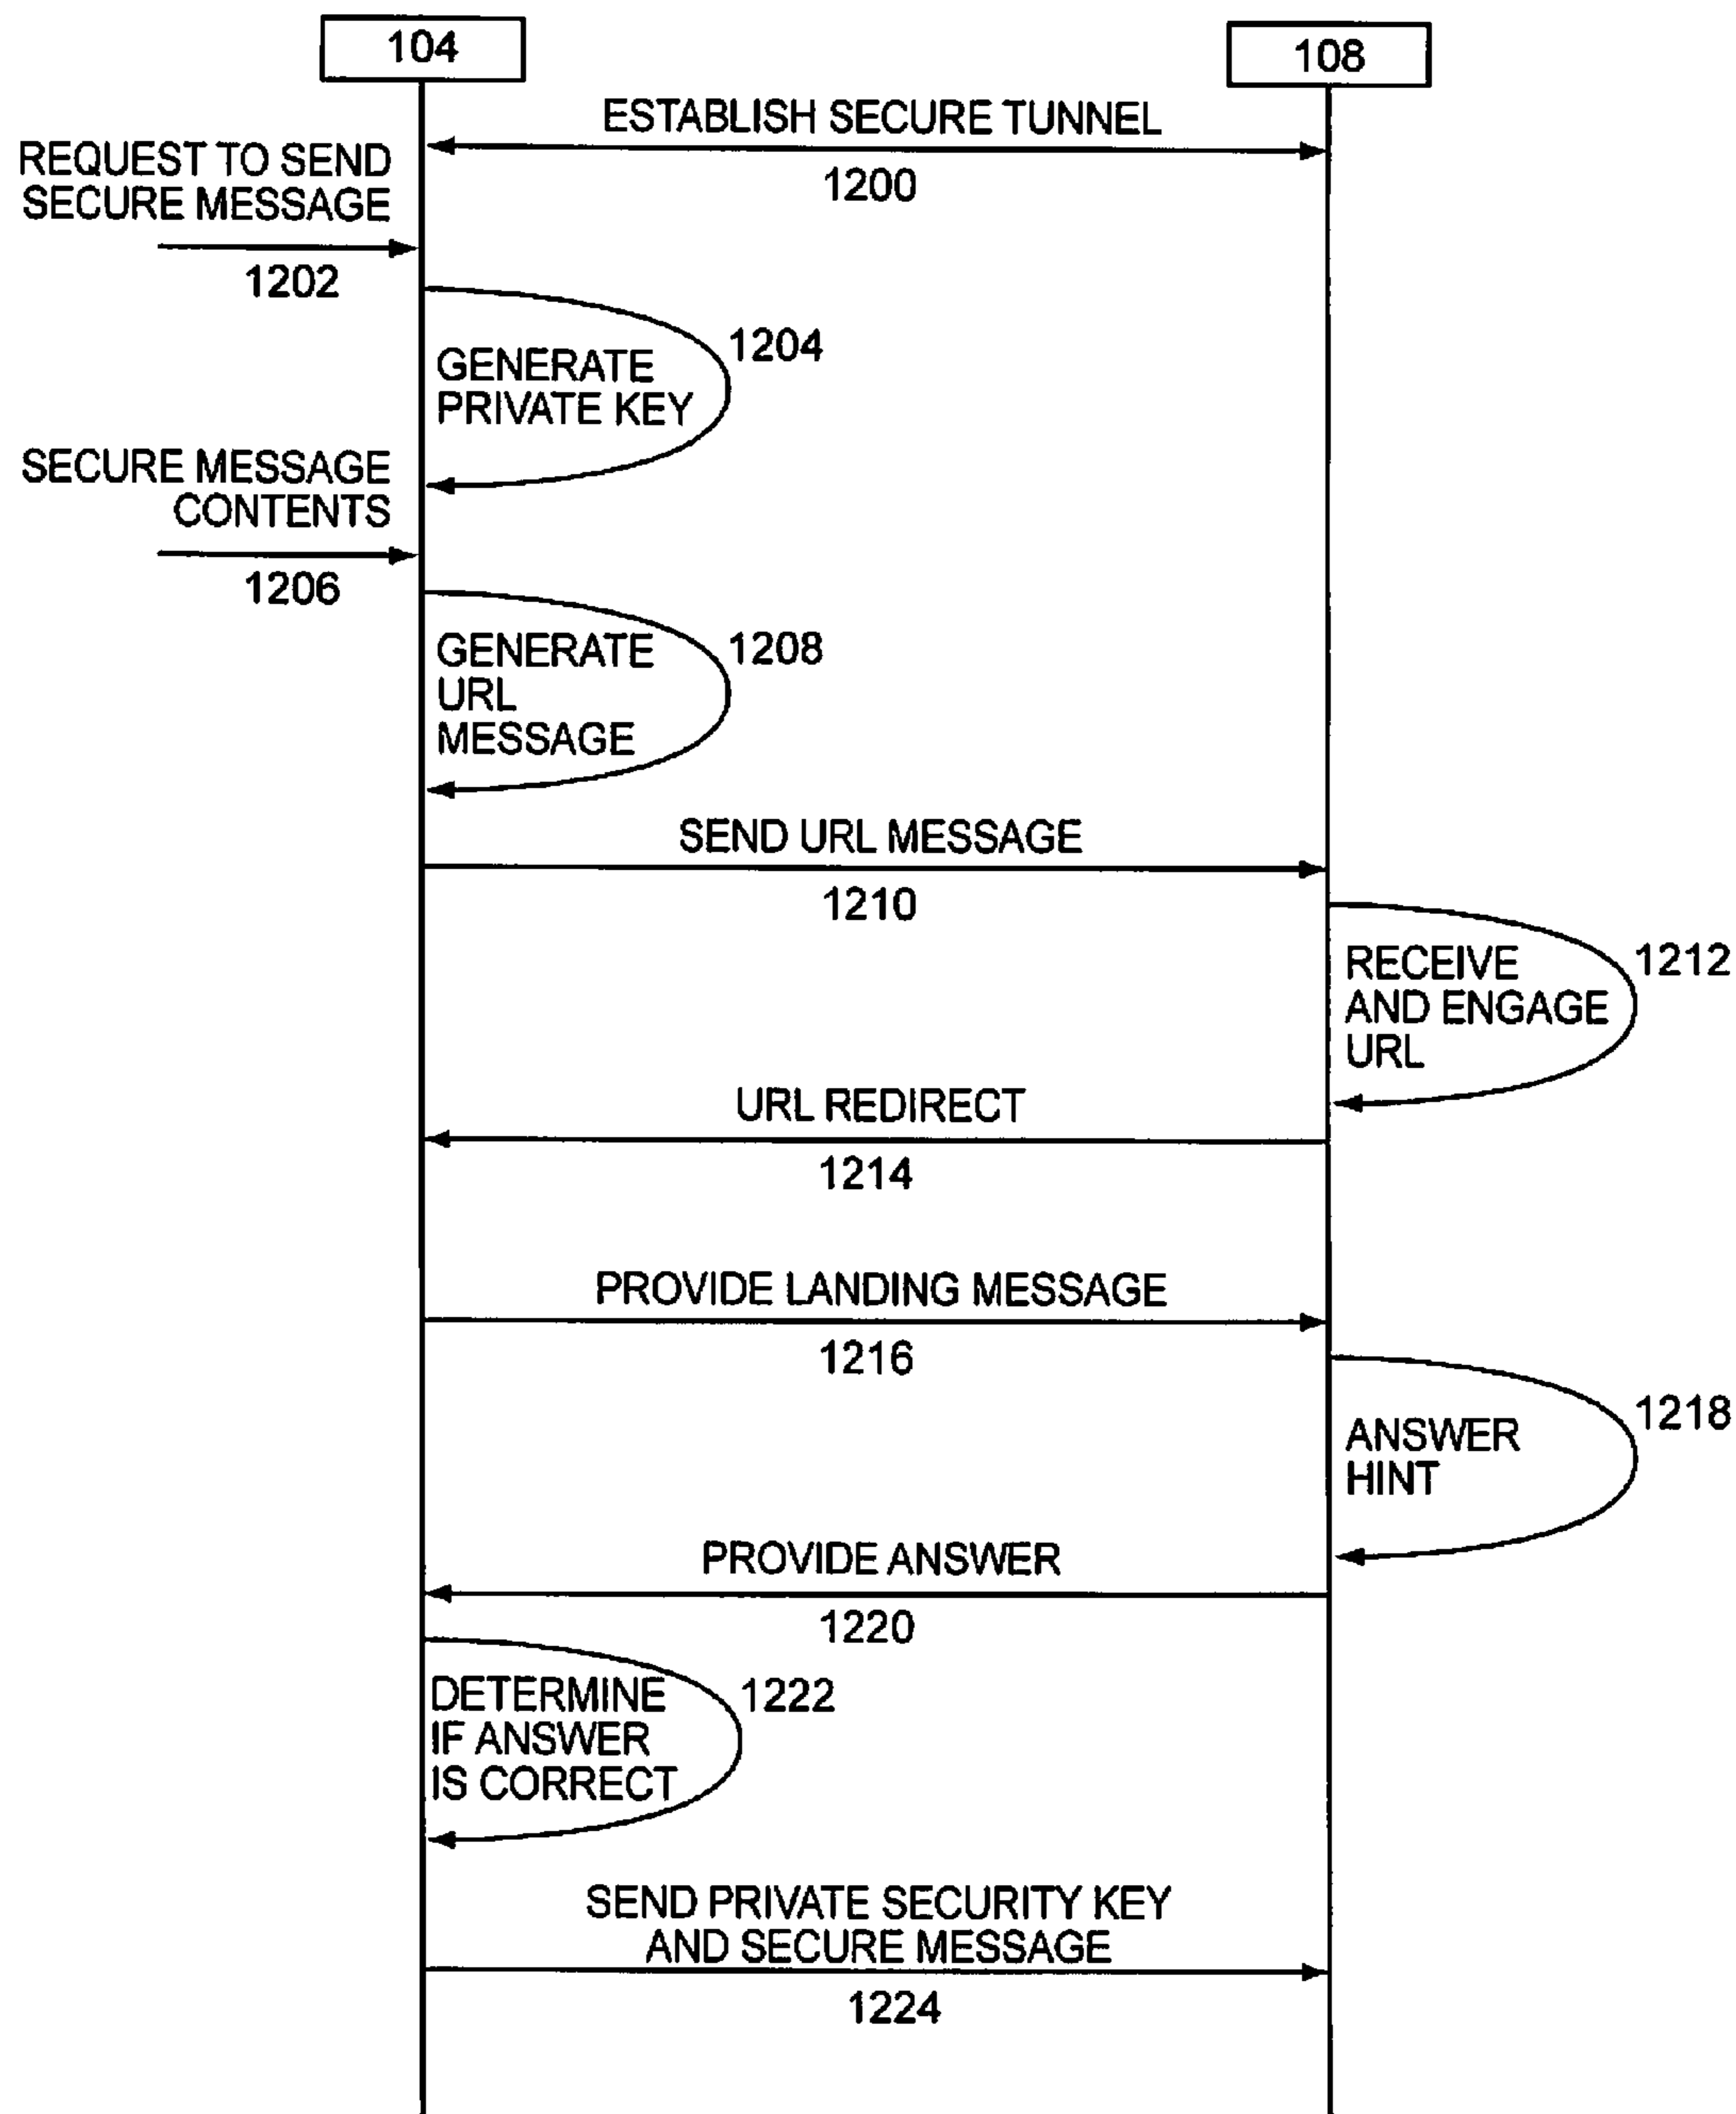 104
108
ESTABLISH SECURE TUNNEL
1200
REQUEST TO SEND
SECURE MESSAGE
1202
1204
GENERATE
PRIVATE KEY
SECURE MESSAGE
CONTENTS
1206
1208
GENERATE
URL
MESSAGE
SEND URL MESSAGE
1210
1212
RECEIVE
AND ENGAGE
URL
URL REDIRECT
1214
PROVIDE LANDING MESSAGE
1216
1218
ANSWER
HINT
PROVIDE ANSWER
1220
1222
DETERMINE
IF ANSWER
IS CORRECT
SEND PRIVATE SECURITY KEY
AND SECURE MESSAGE
1224